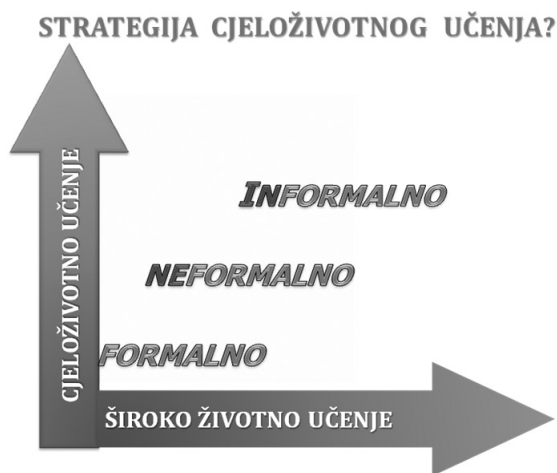 STRATEGIJA CJELOŽIVOTNOG UČENJA?
CJELOŽIVOTNO UČENJE
INFORMALNO
NEFORMALNO
FORMALNO
ŠIROKO ŽIVOTNO UČENJE